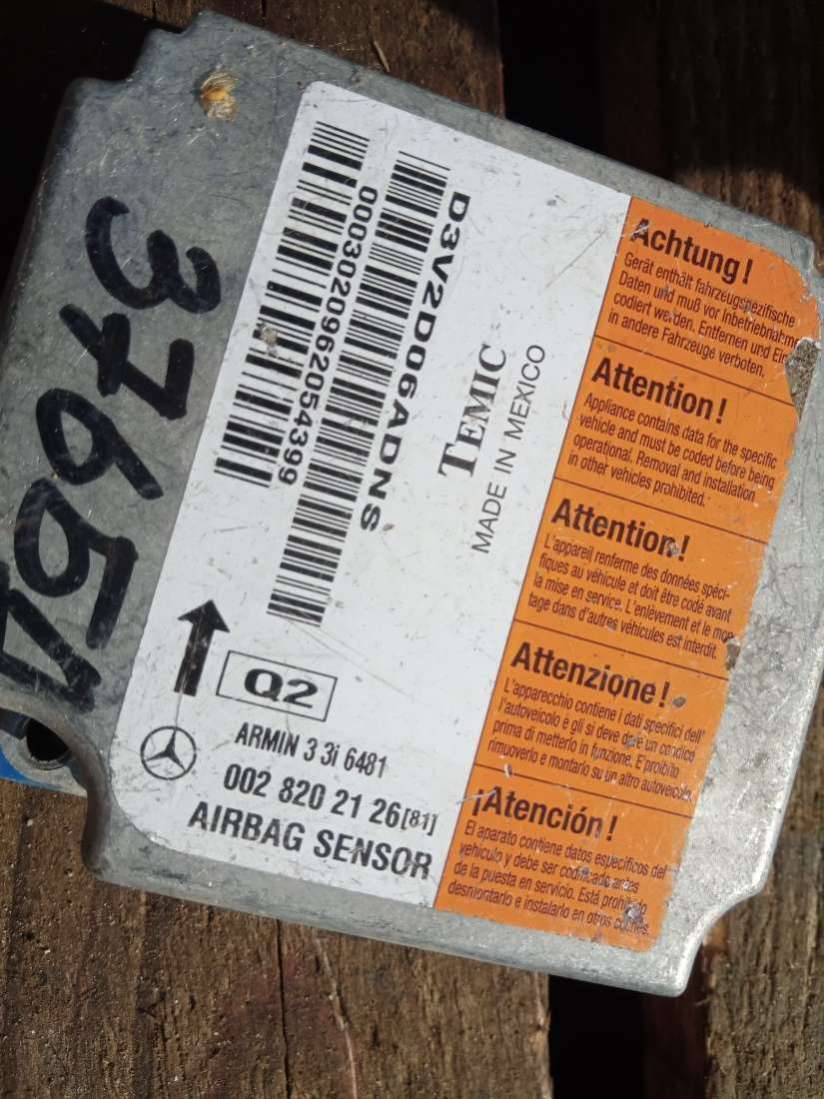 3765A
D3V2D06ADNS
0003020962054399
TEMIC
MADE IN MEXICO
Q2
ARMIN 3 3i 6481
002 820 21 26 [81]
AIRBAG SENSOR
Achtung!
Gerät enthält fahrzeugspezifische
Daten und muß vor Inbetriebnahme
codiert werden. Entfernen und Ein
in andere Fahrzeuge verboten.
Attention!
Appliance contains data for the specific
vehicle and must be coded before being
operational. Removal and installation
in other vehicles prohibited.
Attention!
L'appareil renferme des données spéci-
fiques au véhicule et doit être codé avant
la mise en service. L'enlèvement et le mon
tage dans d'autres véhicules est interdit.
Attenzione!
L'apparecchio contiene i dati specifici dell'
l'autoveicolo e gli si deve dare un condice
prima di metterlo in funzione. E proibito
rimuoverlo e montarlo su un altro autoveicolo.
¡Atención!
El aparato contiene datos especificos del
vehículo y debe ser codificado antes
de la puesta en servicio. Está prohibido
desmontarlo e instalarlo en otros coches.